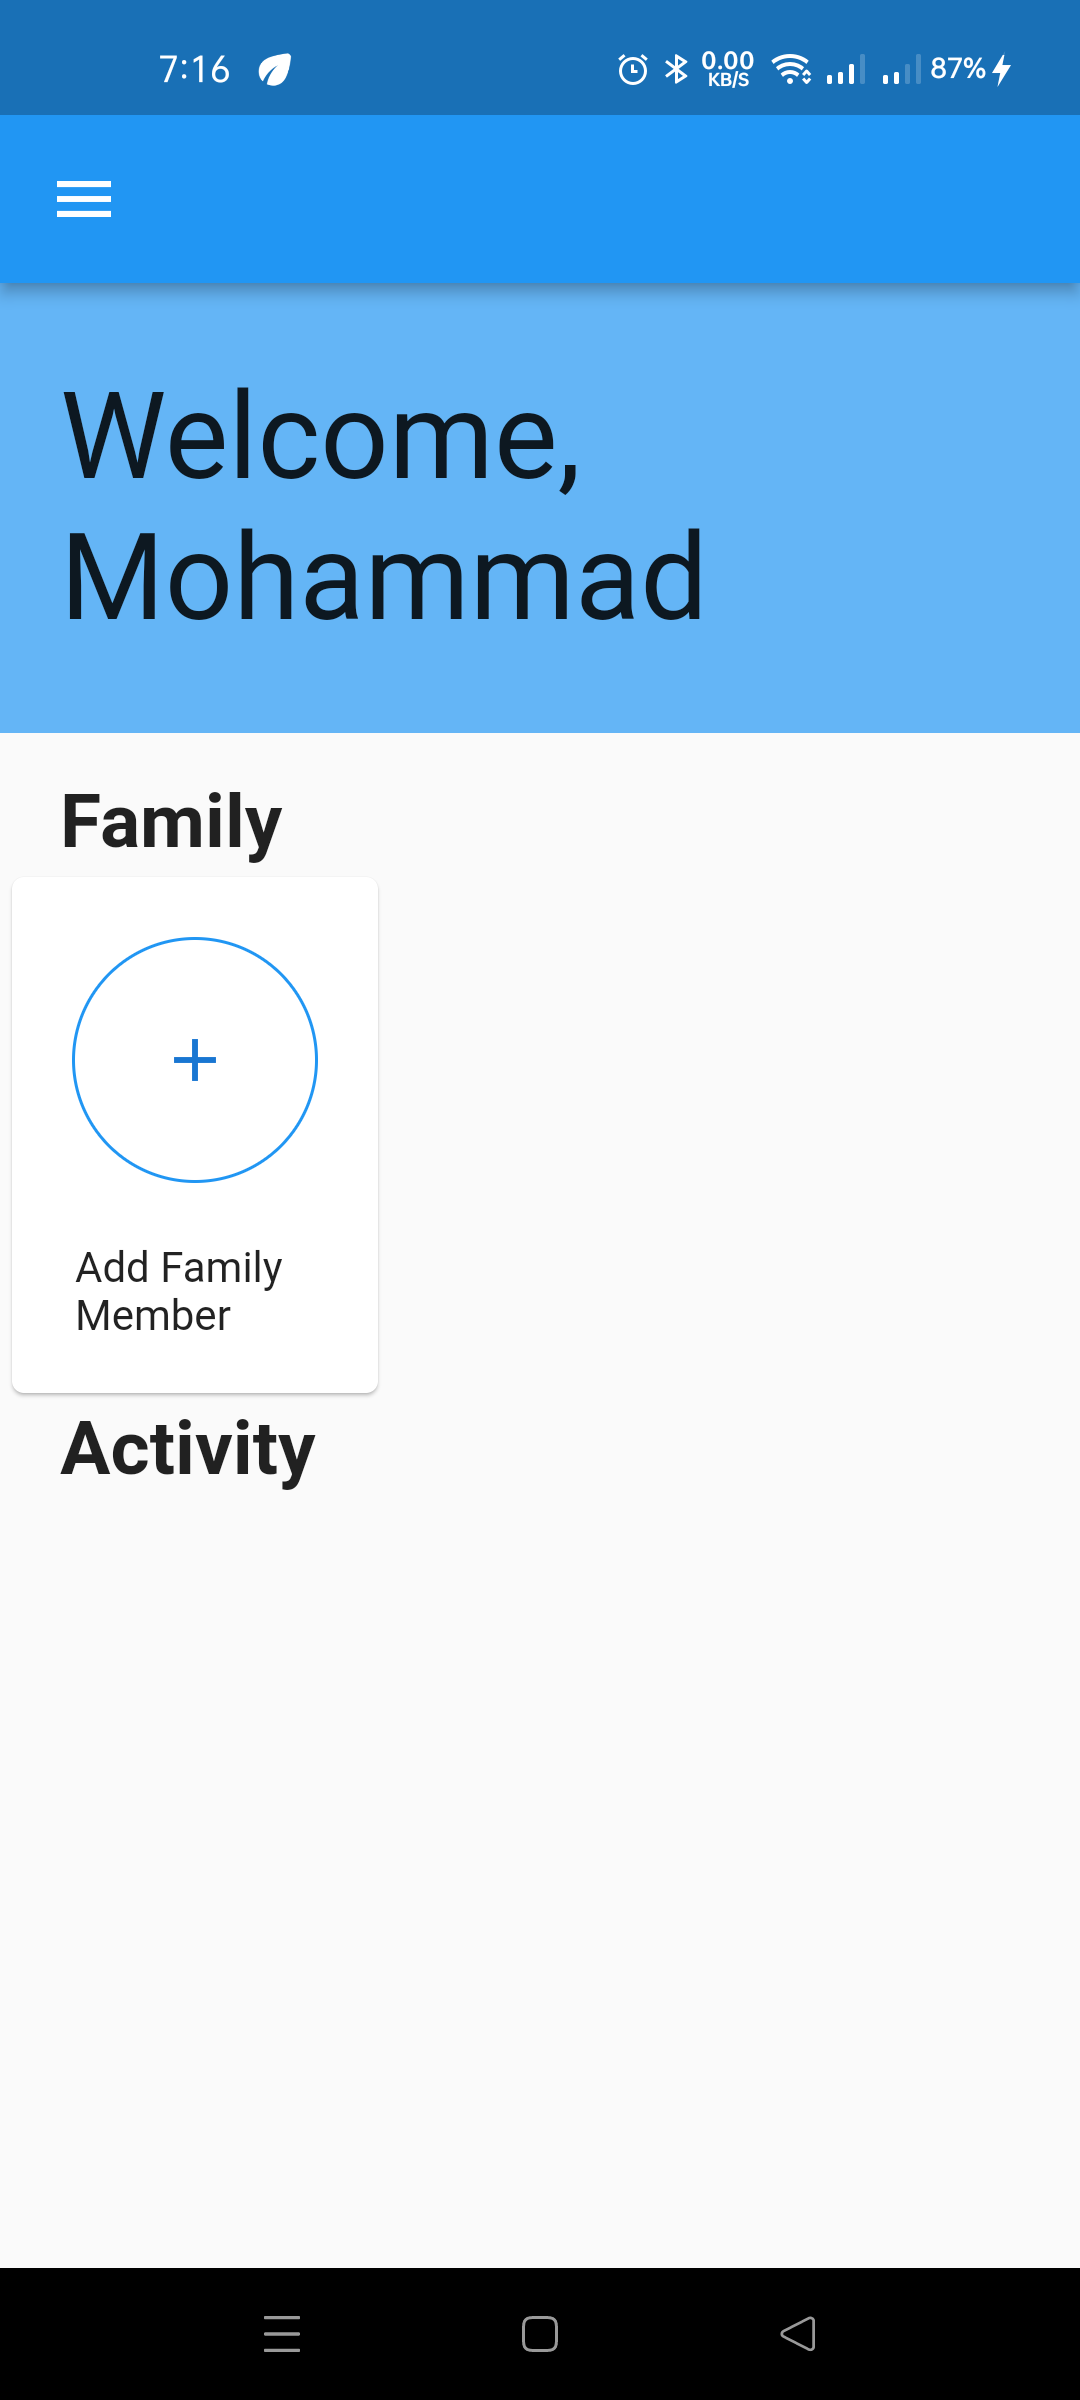 7:16
0.00
KB/S
87%
Welcome,
Mohammad
Family
Add Family
Member
Activity